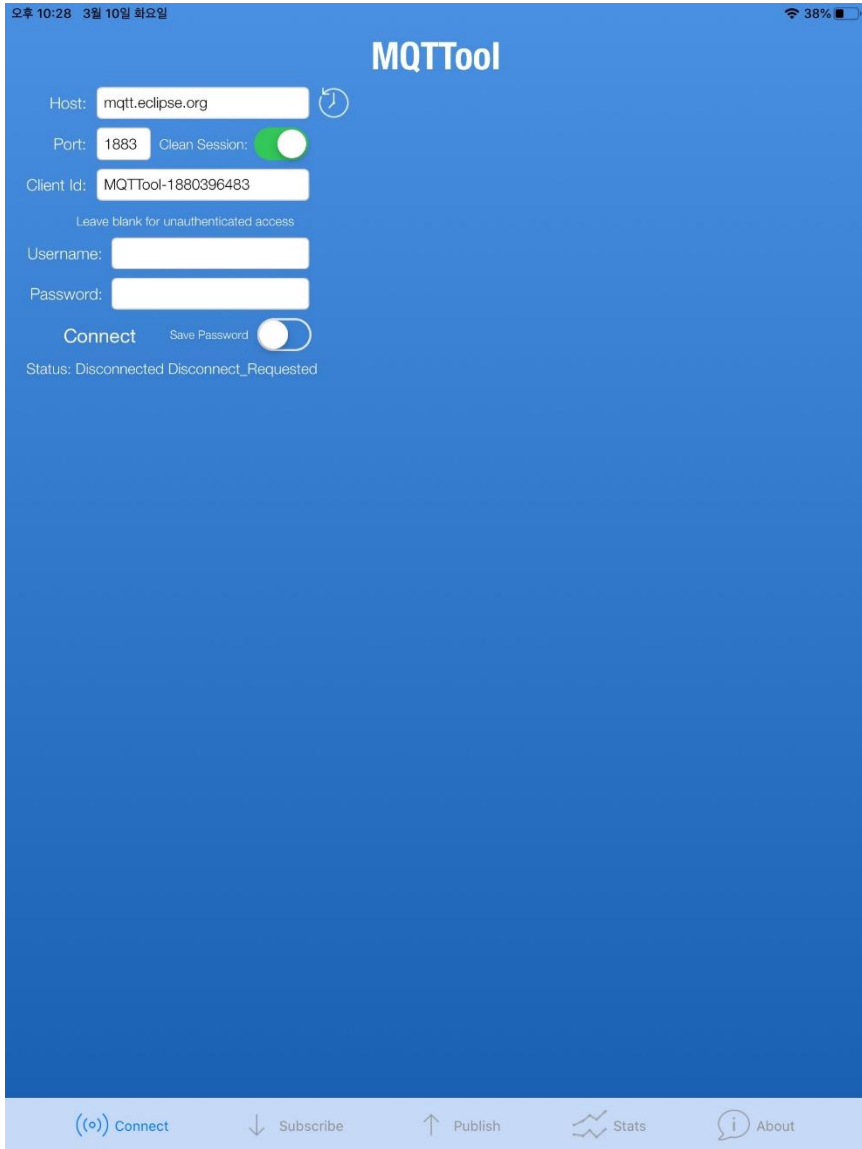 오후 10:28 3월 10일 화요일 38%
MQTTool
Host: mqtt.eclipse.org
Port: 1883 Clean Session:
Client Id: MQTTool-1880396483
Leave blank for unauthenticated access
Username:
Password:
Connect Save Password
Status: Disconnected Disconnect_Requested
Connect Subscribe Publish Stats About